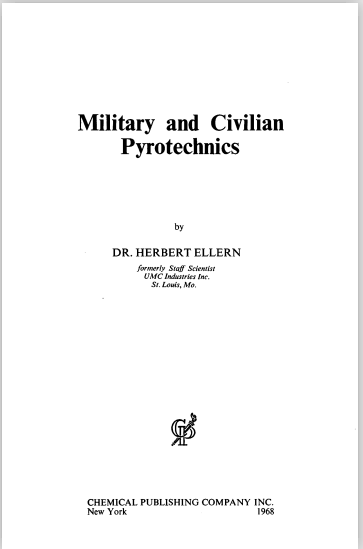 Military and Civilian
Pyrotechnics
by
DR. HERBERT ELLERN
formerly Staff Scientist
UMC Industries Inc.
St. Louis, Mo.
CHEMICAL PUBLISHING COMPANY INC.
New York 1968